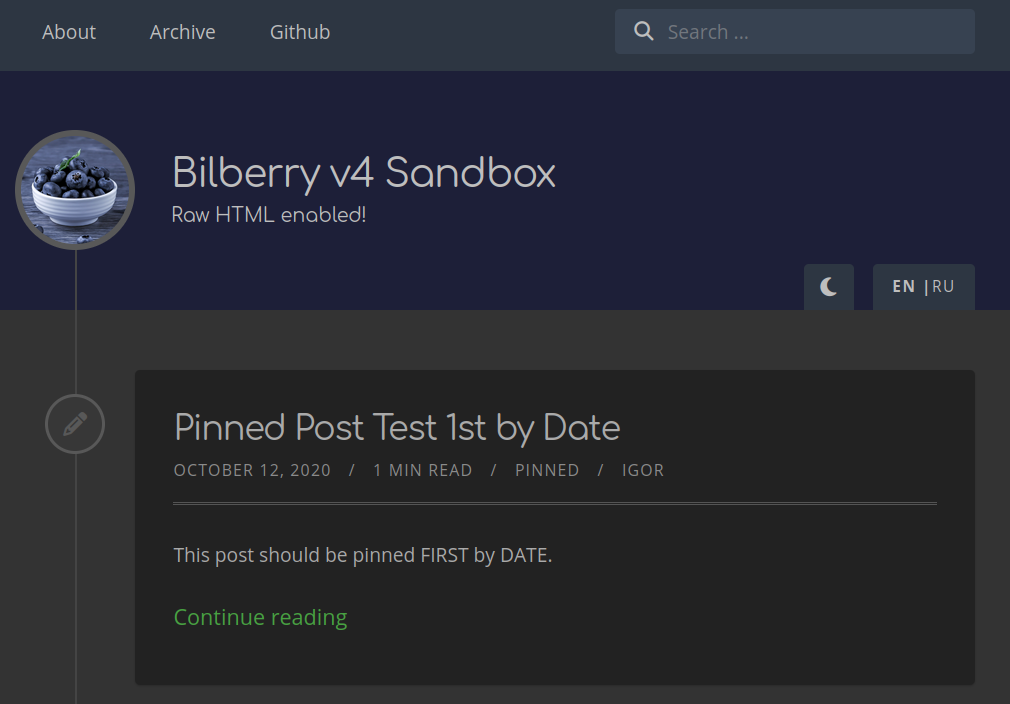 About Archive Github Search ...
Bilberry v4 Sandbox
Raw HTML enabled!
EN |RU
Pinned Post Test 1st by Date
OCTOBER 12, 2020 / 1 MIN READ / PINNED / IGOR
This post should be pinned FIRST by DATE.
Continue reading